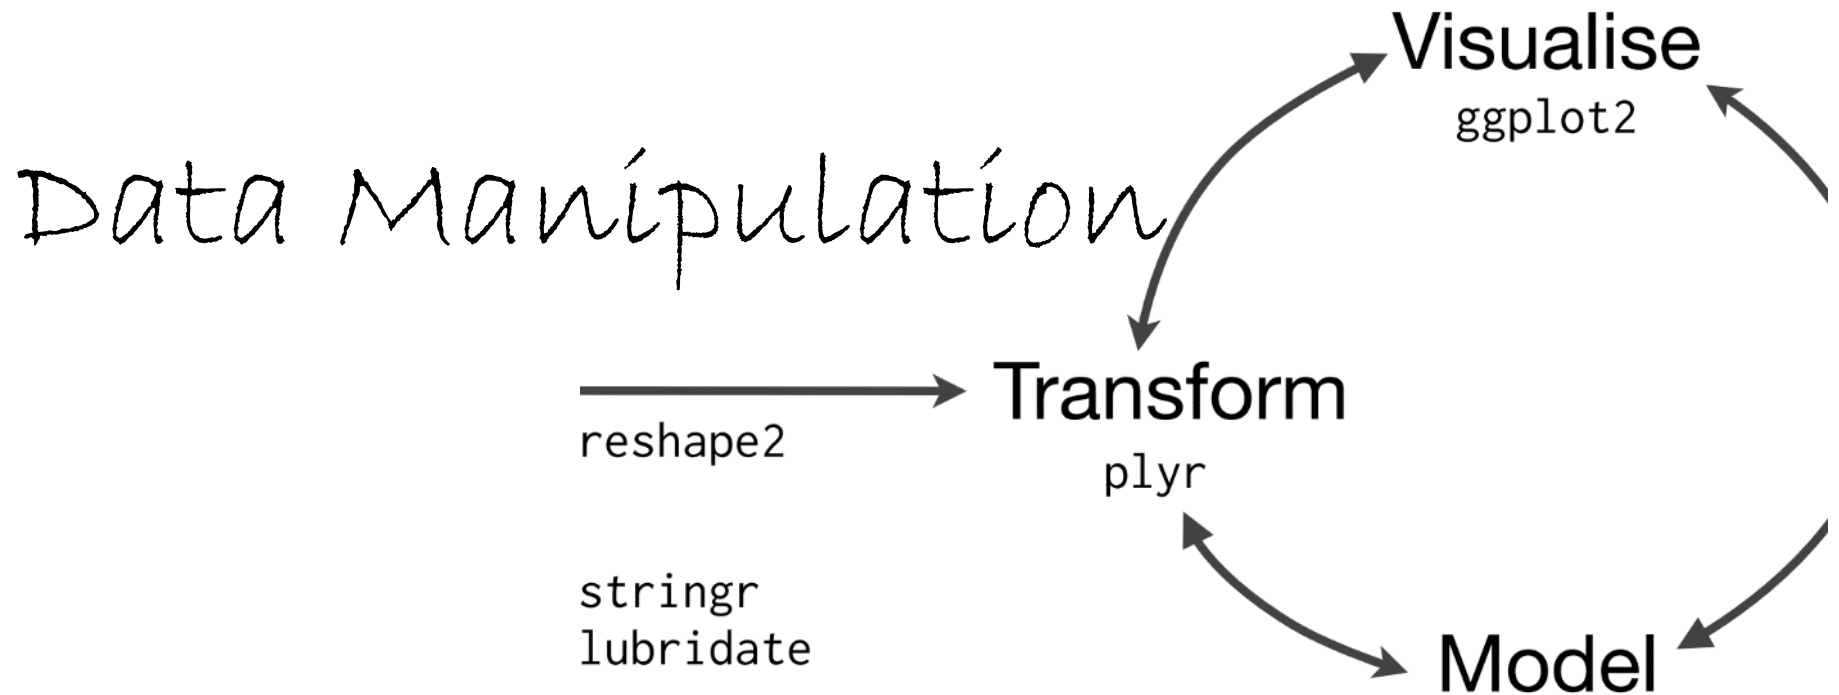 Visualise
ggplot2
Data Manipulation
Transform
reshape2
plyr
stringr
lubridate
Model